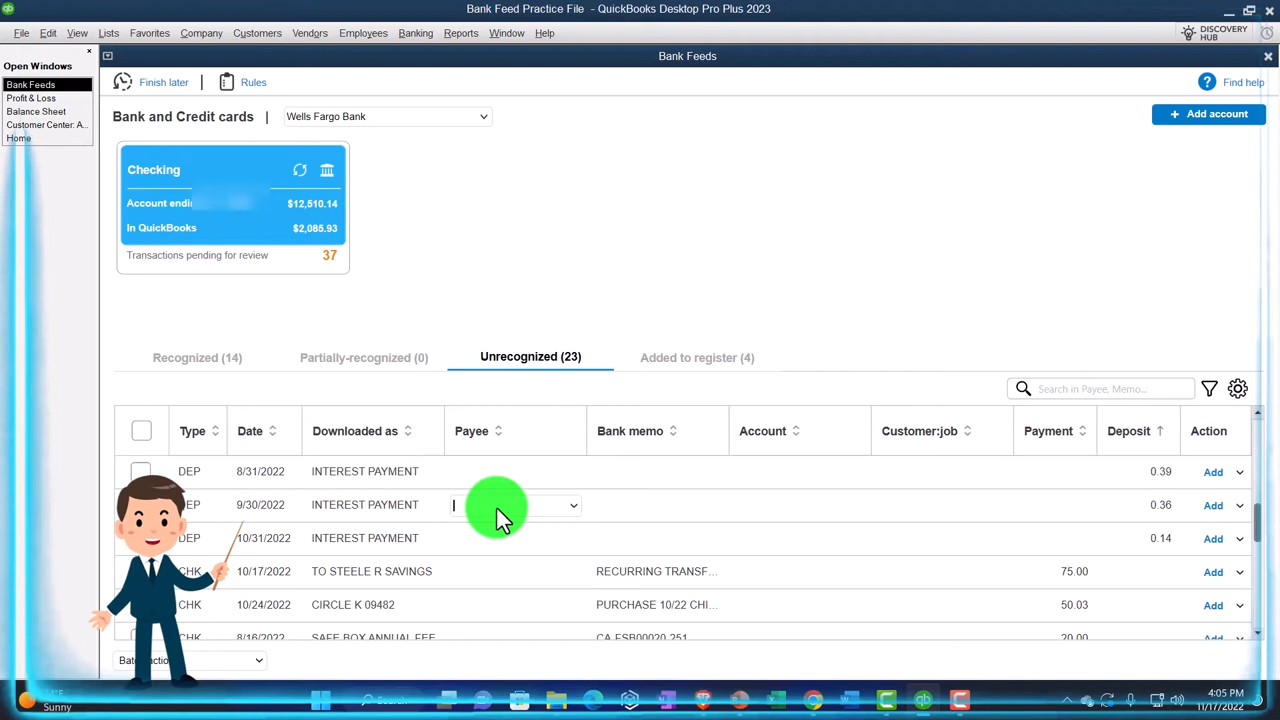 Bank Feed Practice File - QuickBooks Desktop Pro Plus 2023
File Edit View Lists Favorites Company Customers Vendors Employees Banking Reports Window Help
DISCOVERY HUB
Open Windows
Bank Feeds
Profit & Loss
Balance Sheet
Customer Center: A...
Home
Bank Feeds
Finish later | Rules
Find help
Bank and Credit cards | Wells Fargo Bank
+ Add account
Checking
Account endi
$12,510.14
In QuickBooks $2,085.93
Transactions pending for review 37
Recognized (14) Partially-recognized (0) Unrecognized (23) Added to register (4)
Search in Payee, Memo...
Type Date Downloaded as Payee Bank memo Account Customer:job Payment Deposit Action
DEP 8/31/2022 INTEREST PAYMENT 0.39 Add
EP 9/30/2022 INTEREST PAYMENT 0.36 Add
DEP 10/31/2022 INTEREST PAYMENT 0.14 Add
CHK 10/17/2022 TO STEELE R SAVINGS RECURRING TRANSF... 75.00 Add
CHK 10/24/2022 CIRCLE K 09482 PURCHASE 10/22 CHI... 50.03 Add
CHK 8/16/2022 SAFE BOX ANNUAL FEE CA FSB00020 251 20.00 Add
Sunny
Search
4:05 PM
11/17/2022